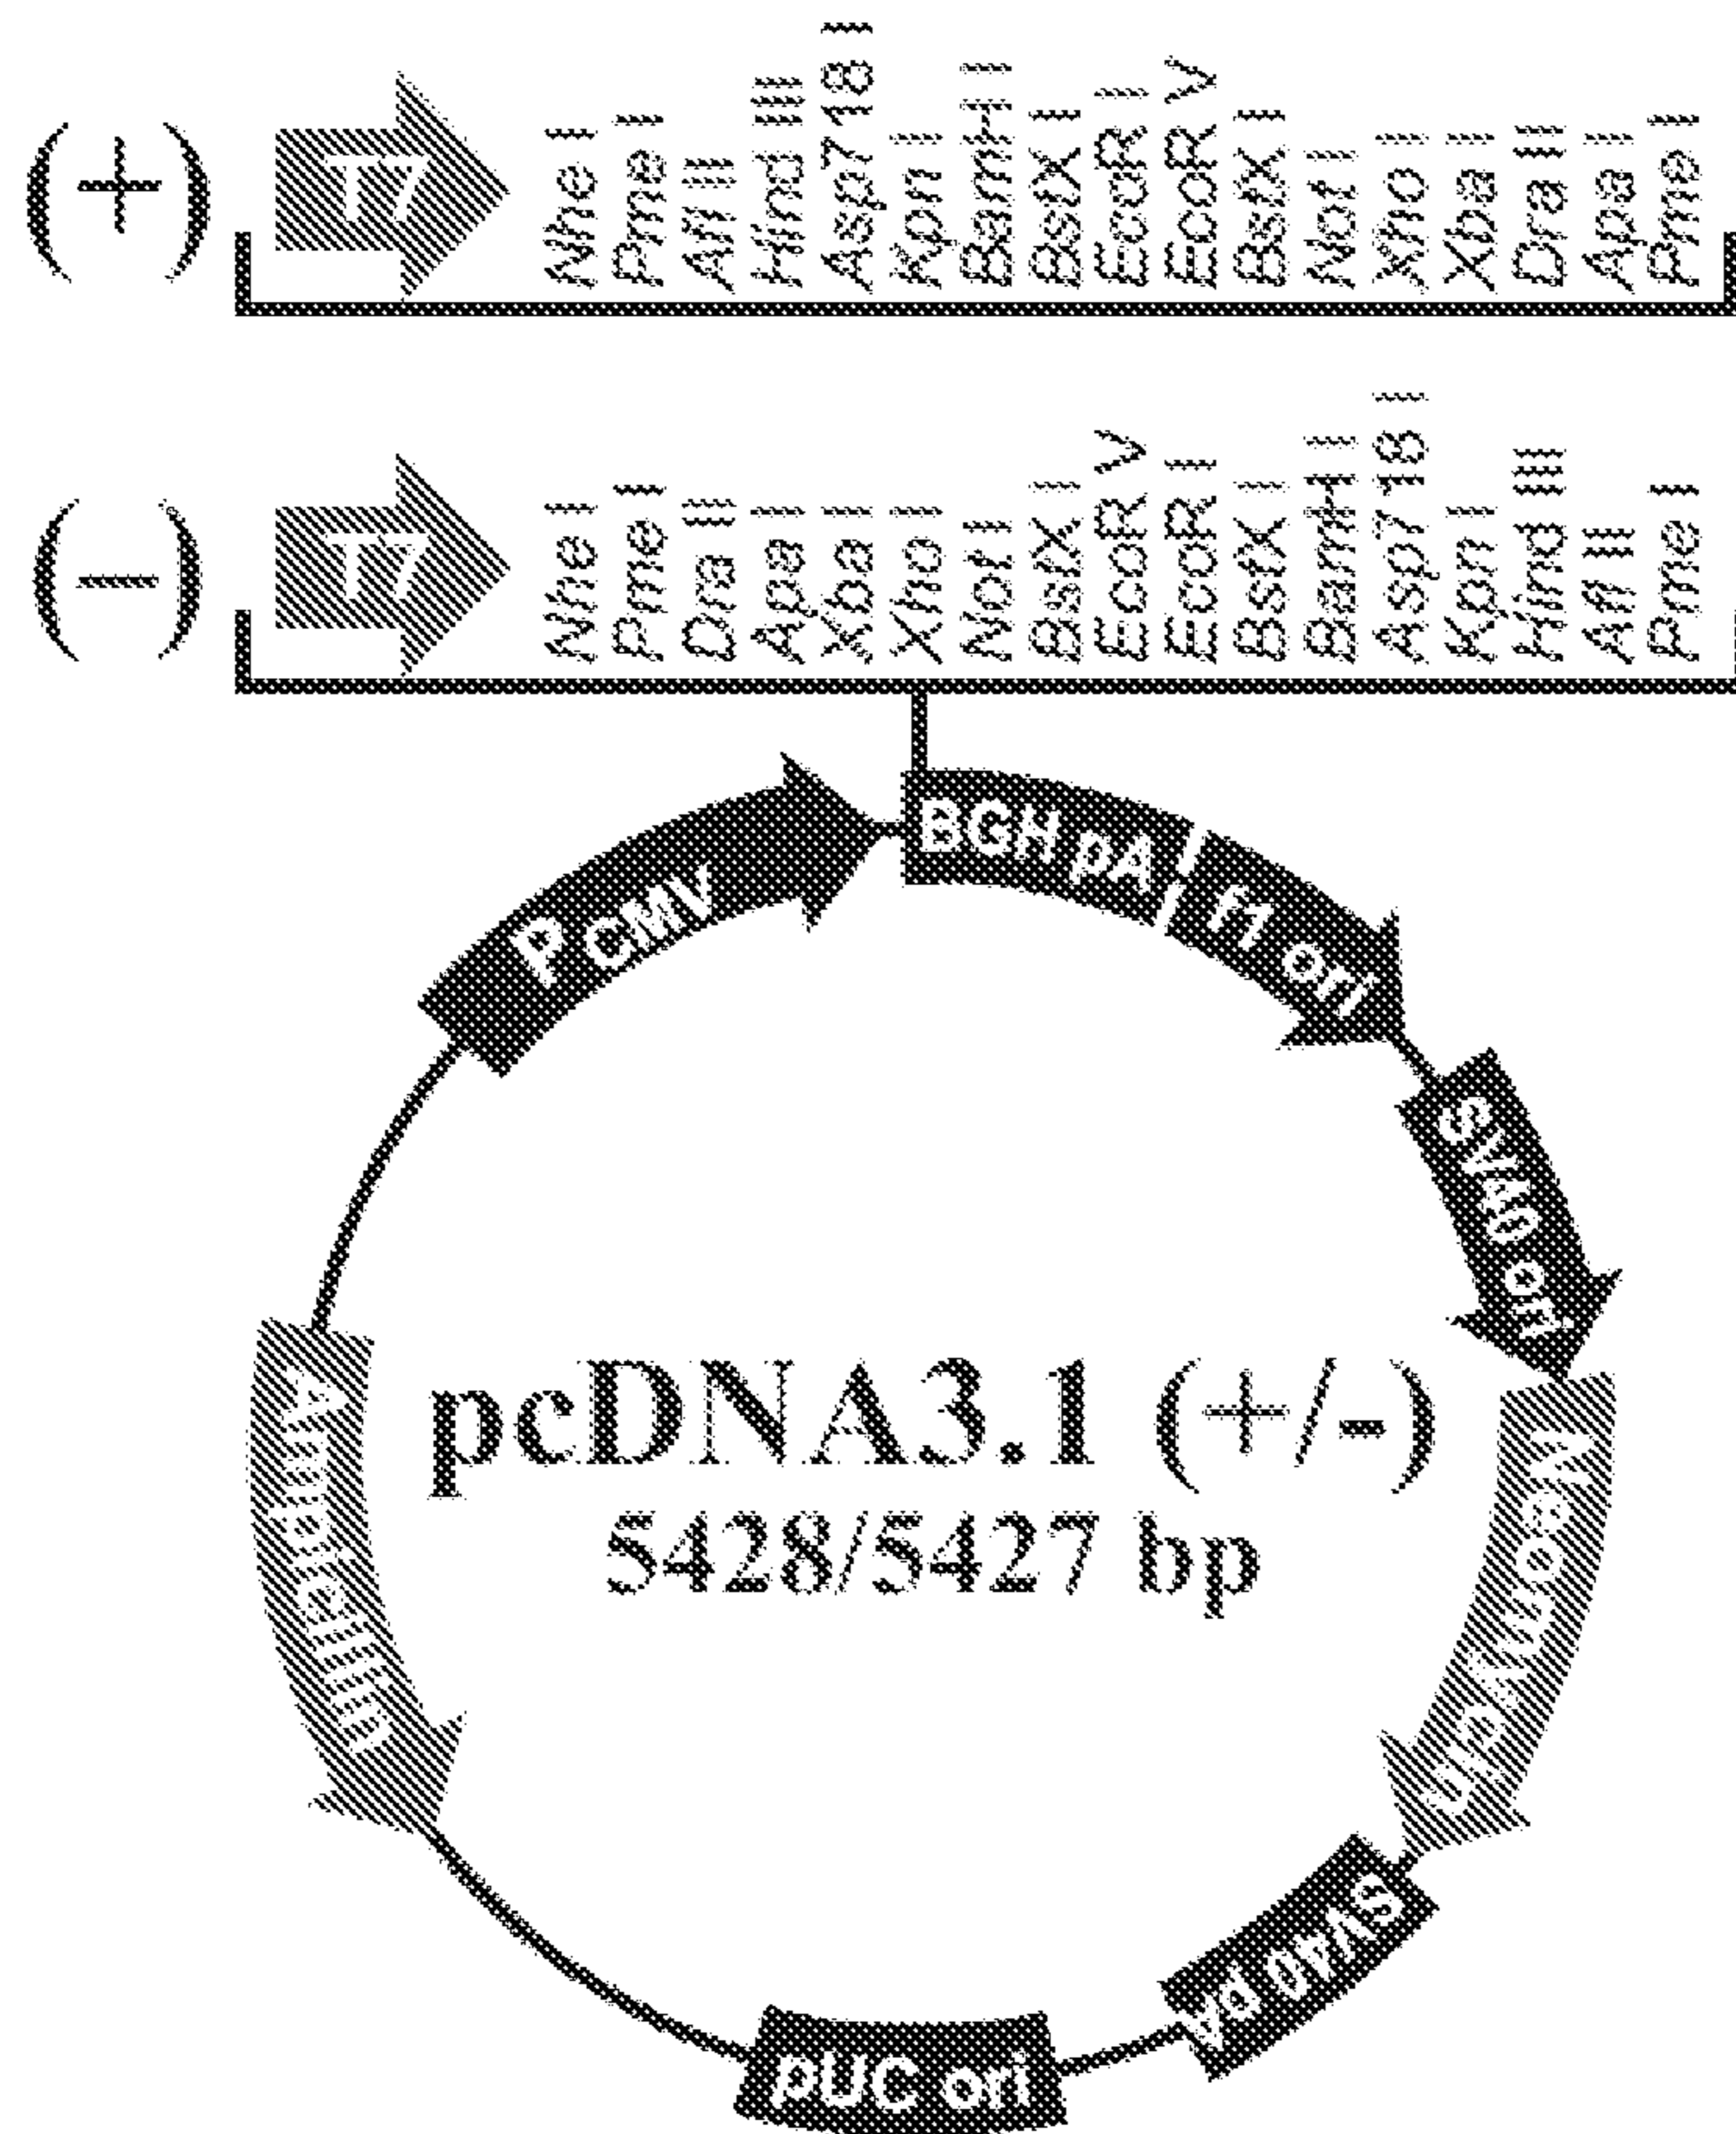 (+)
T7
Nhe I
Pme I
Afl II
Hind III
Asp718 I
Kpn I
BamH I
BstX I
EcoR I
EcoR V
BstX I
Not I
Xho I
Xba I
Dra II
Apa I
Pme I
(–)
T7
Nhe I
Pme I
Dra II
Apa I
Xba I
Xho I
Not I
BstX I
EcoR V
EcoR I
BstX I
BamH I
Asp718 I
Kpn I
Hind III
Afl II
Pme I
P CMV
BGH pA
f1 ori
SV40 ori
Neomycin
SV40 pA
pUC ori
Ampicillin
pcDNA3.1 (+/-)
5428/5427 bp